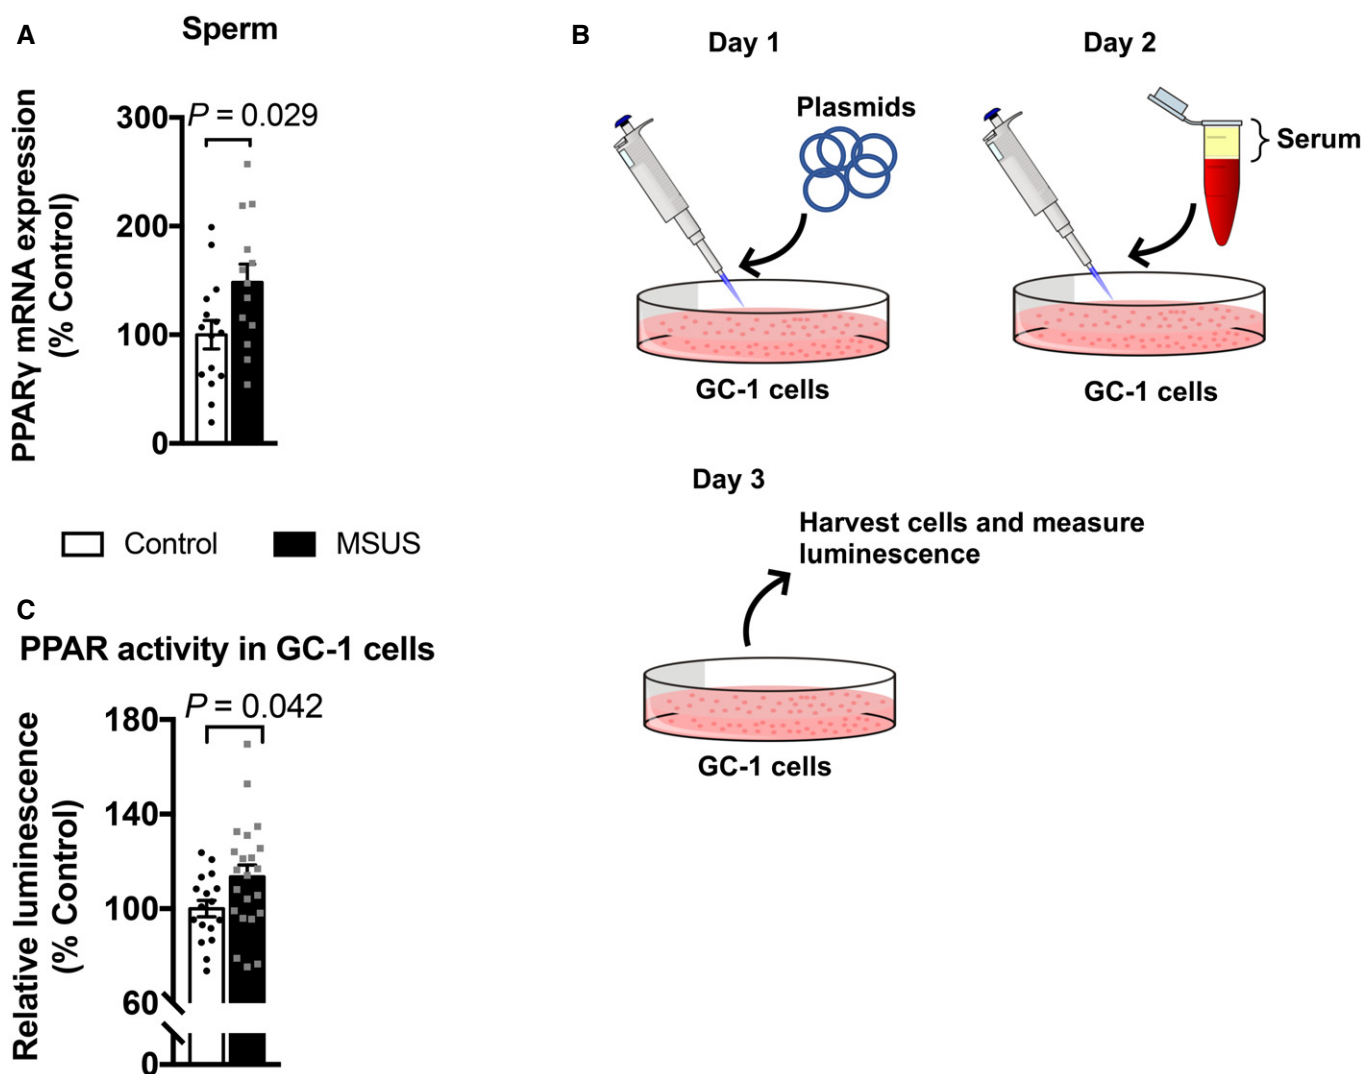 A
Sperm
PPARγ mRNA expression
(% Control)
300
200
100
0
P = 0.029
Control
MSUS
B
Day 1
Plasmids
GC-1 cells
Day 2
Serum
GC-1 cells
Day 3
Harvest cells and measure
luminescence
GC-1 cells
C
PPAR activity in GC-1 cells
Relative luminescence
(% Control)
180
140
100
60
0
P = 0.042